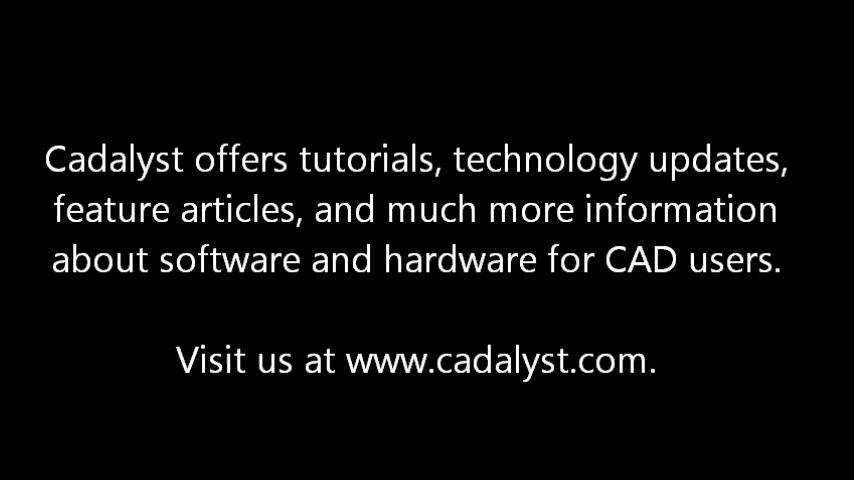 Cadalyst offers tutorials, technology updates,
feature articles, and much more information
about software and hardware for CAD users.
Visit us at www.cadalyst.com.